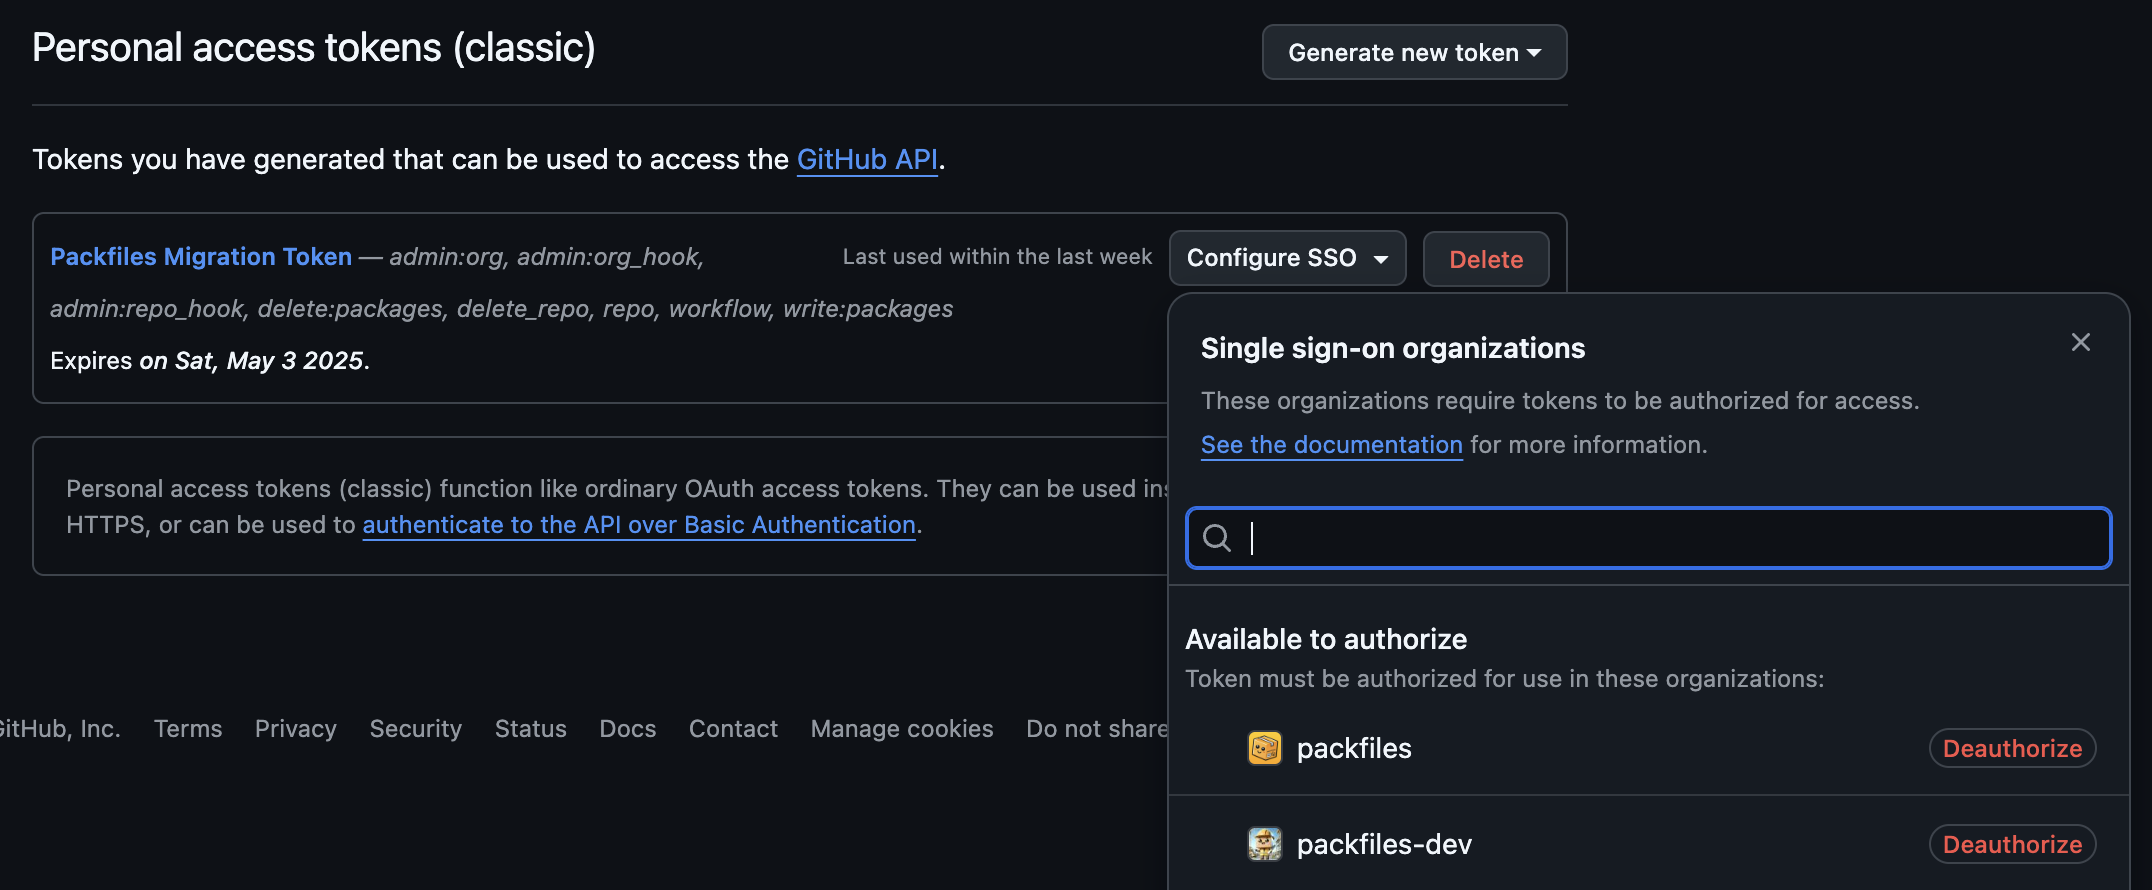 Personal access tokens (classic)
Generate new token
Tokens you have generated that can be used to access the GitHub API.
Packfiles Migration Token — admin:org, admin:org_hook,
admin:repo_hook, delete:packages, delete_repo, repo, workflow, write:packages
Expires on Sat, May 3 2025.
Last used within the last week
Configure SSO
Delete
Personal access tokens (classic) function like ordinary OAuth access tokens. They can be used
HTTPS, or can be used to authenticate to the API over Basic Authentication.
Single sign-on organizations
These organizations require tokens to be authorized for access.
See the documentation for more information.
Available to authorize
Token must be authorized for use in these organizations:
packfiles
Deauthorize
packfiles-dev
Deauthorize
GitHub, Inc.
Terms
Privacy
Security
Status
Docs
Contact
Manage cookies
Do not share